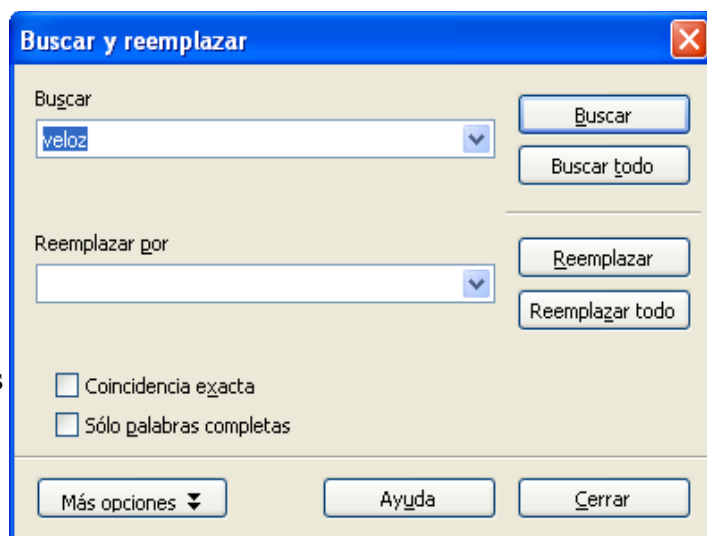 Buscar y reemplazar
Buscar
veloz
Buscar
Buscar todo
Reemplazar por
Reemplazar
Reemplazar todo
s
Coincidencia exacta
Sólo palabras completas
Más opciones
Ayuda
Cerrar